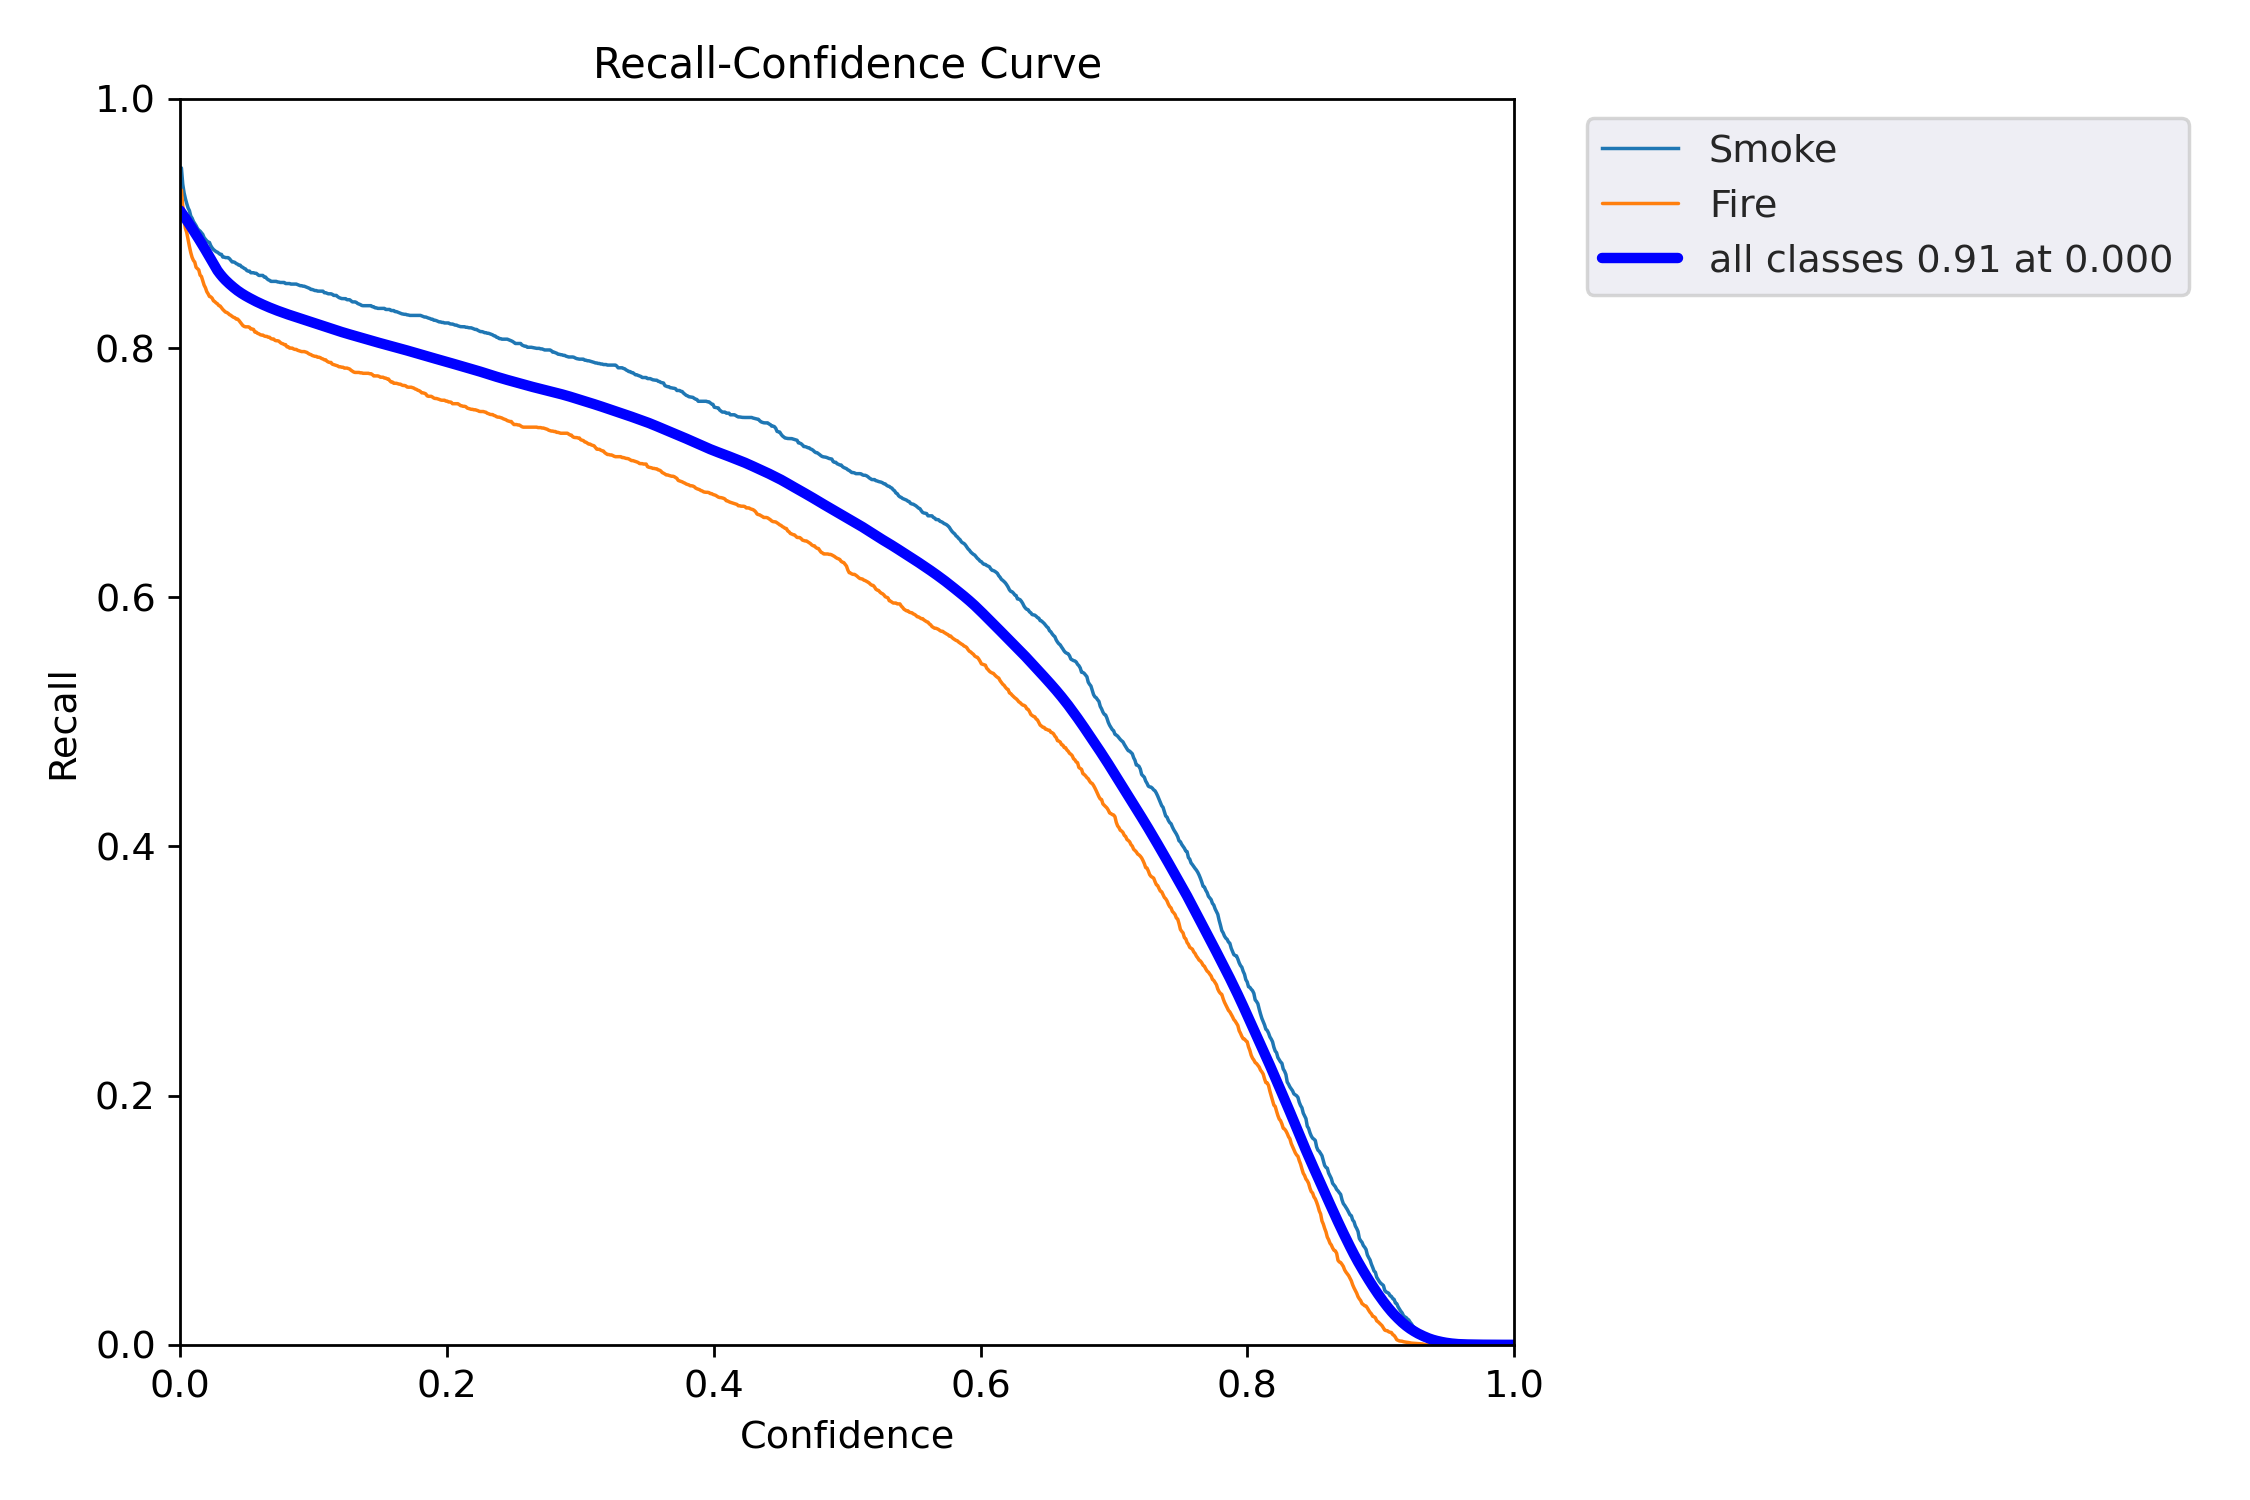 Recall-Confidence Curve
1.0
0.8
0.6
0.4
0.2
0.0
Recall
0.0 0.2 0.4 0.6 0.8 1.0
Confidence
Smoke
Fire
all classes 0.91 at 0.000